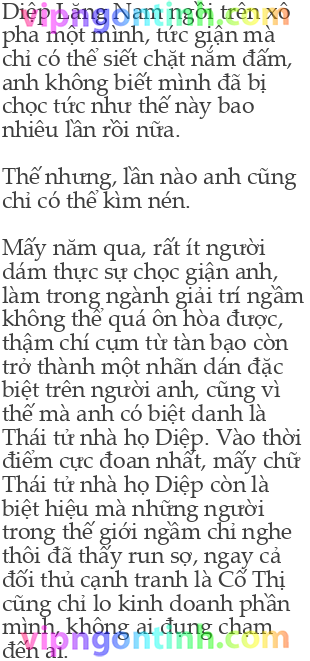 Diệp Lăng Nam ngồi trên xô
pha một mình, tức giận mà
chỉ có thể siết chặt nắm đấm,
anh không biết mình đã bị
chọc tức như thế này bao
nhiêu lần rồi nữa.
Thế nhưng, lần nào anh cũng
chỉ có thể kìm nén.
Mấy năm qua, rất ít người
dám thực sự chọc giận anh,
làm trong ngành giải trí ngầm
không thể quá ôn hòa được,
thậm chí cụm từ tàn bạo còn
trở thành một nhãn dán đặc
biệt trên người anh, cũng vì
thế mà anh có biệt danh là
Thái tử nhà họ Diệp. Vào thời
điểm cực đoan nhất, mấy chữ
Thái tử nhà họ Diệp còn là
biệt hiệu mà những người
trong thế giới ngầm chỉ nghe
thôi đã thấy run sợ, ngay cả
đối thủ cạnh tranh là Cố Thị
cũng chỉ lo kinh doanh phần
mình, không ai đụng chạm
đến ai.
vipngontinh.com
vipngontinh.com